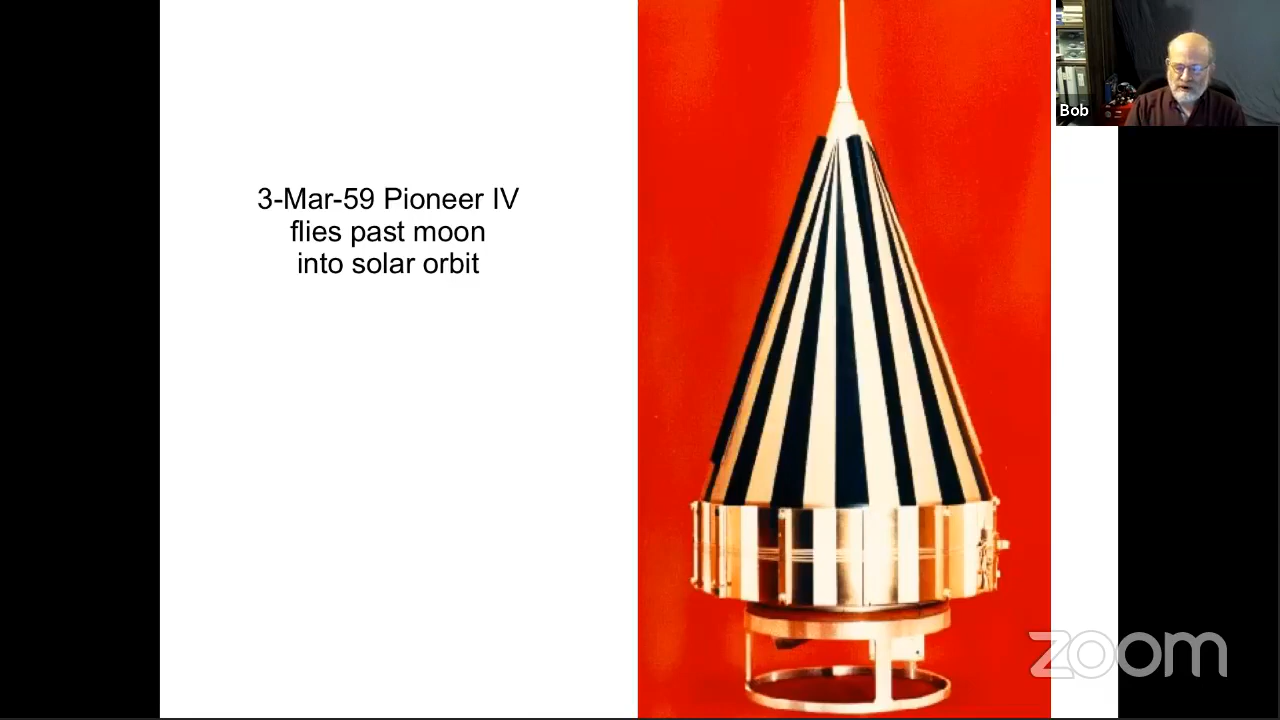 3-Mar-59 Pioneer IV
flies past moon
into solar orbit
Bob
zoom